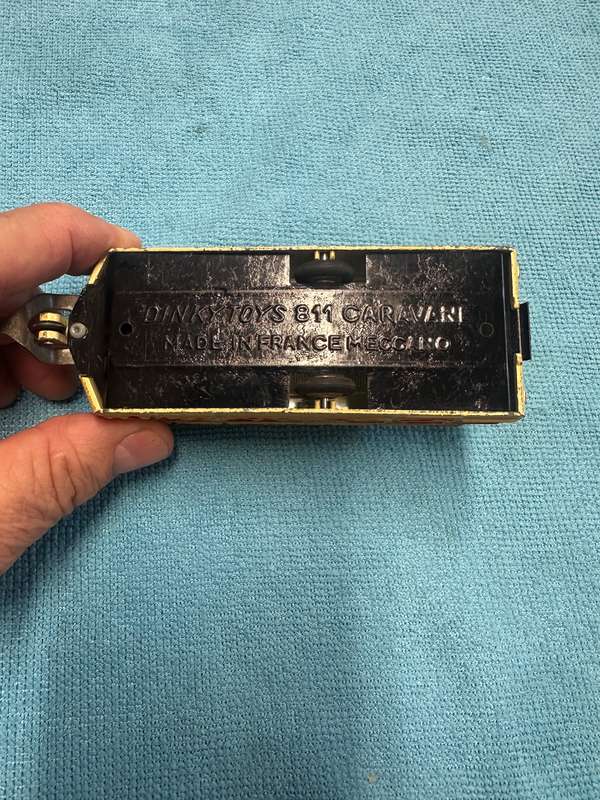 DINKY TOYS 811 CARAVANE
MADE IN FRANCE MECCANO